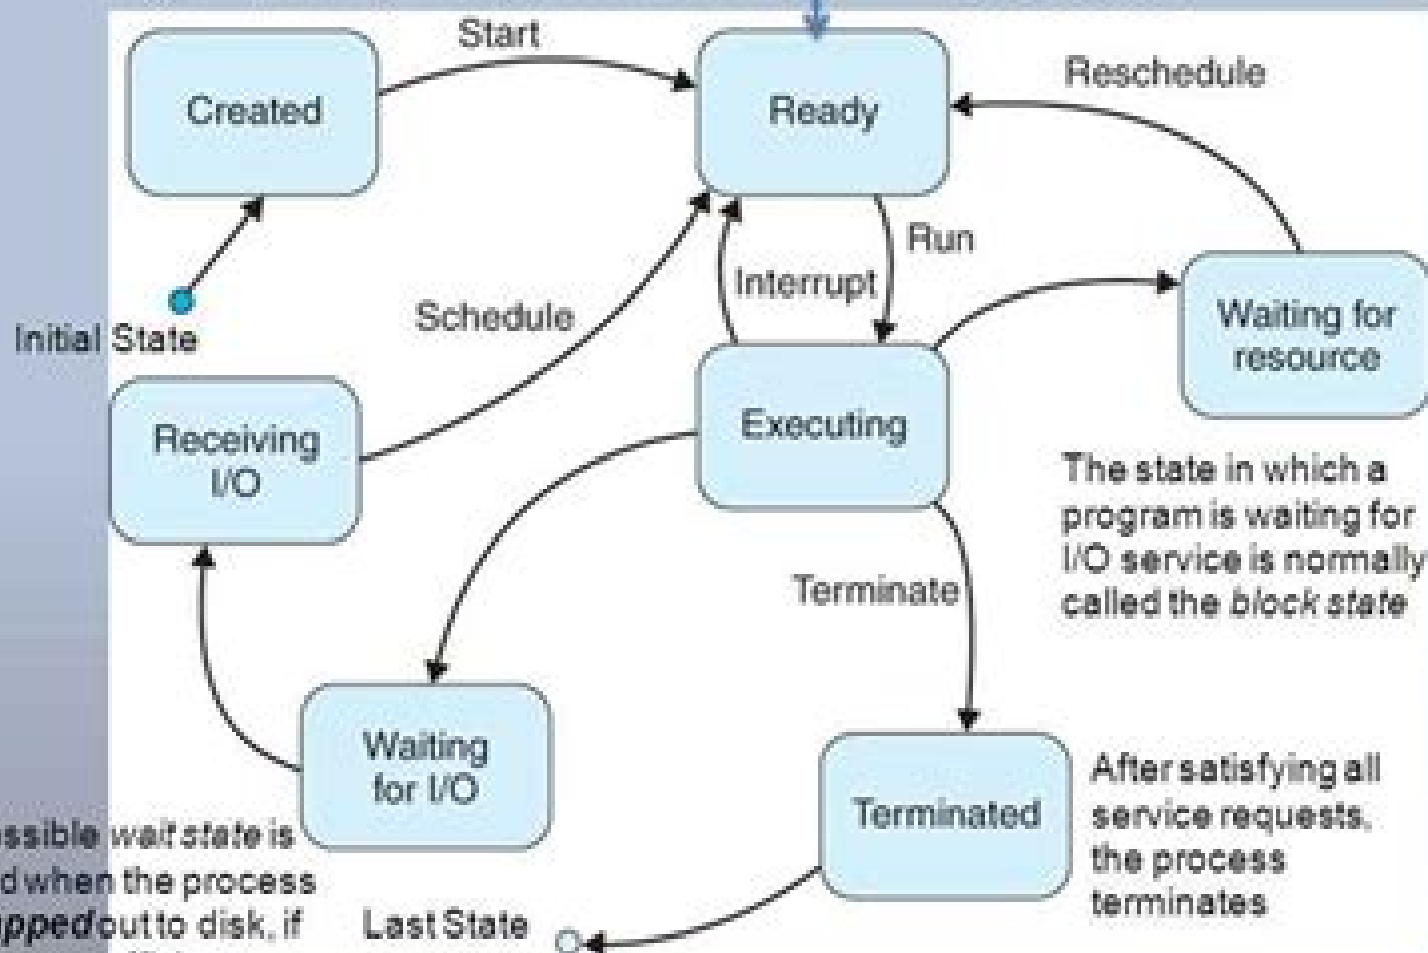 Start
Created
Ready
Reschedule
Run
Interrupt
Initial State
Schedule
Waiting for
resource
Receiving
I/O
Executing
The state in which a
program is waiting for
I/O service is normally
called the block state
Terminate
Waiting
for I/O
Terminated
After satisfying all
service requests,
the process
terminates
wait state is
when the process
out to disk, if
Last State